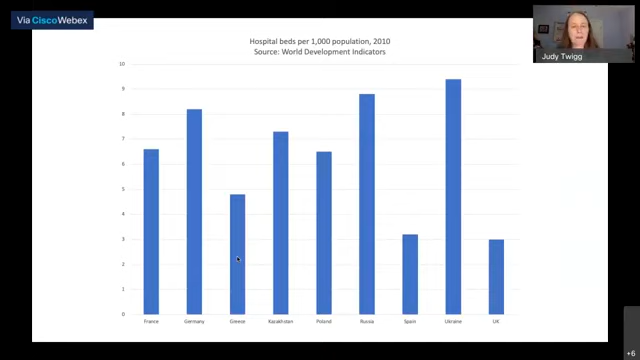 Via Cisco Webex
Hospital beds per 1,000 population, 2010
Source: World Development Indicators
Judy Twigg
10
9
8
7
6
5
4
3
2
1
0
France Germany Greece Kazakhstan Poland Russia Spain Ukraine UK
+6